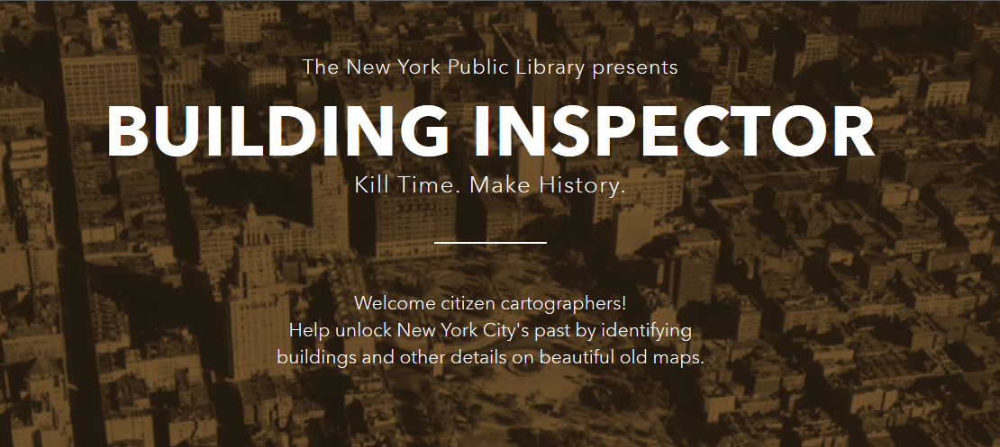 The New York Public Library presents
BUILDING INSPECTOR
Kill Time. Make History.
Welcome citizen cartographers!
Help unlock New York City's past by identifying
buildings and other details on beautiful old maps.